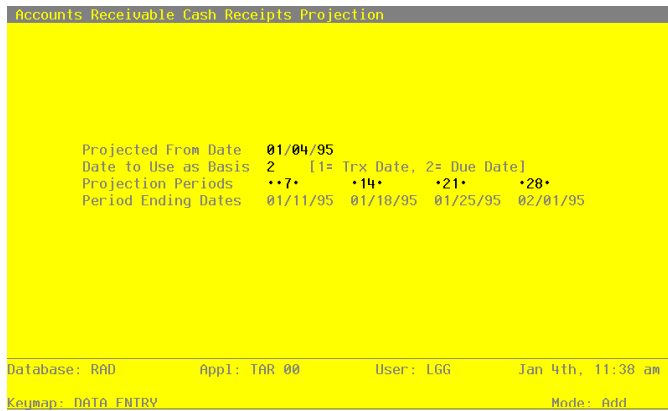 Accounts Receivable Cash Receipts Projection
Projected From Date 01/04/95
Date to Use as Basis 2 [1= Trx Date, 2= Due Date]
Projection Periods ••7• •14• •21• •28•
Period Ending Dates 01/11/95 01/18/95 01/25/95 02/01/95
Database: RAD Appl: TAR 00 User: LGG Jan 4th, 11:38 am
Keymap: DATA ENTRY Mode: Add